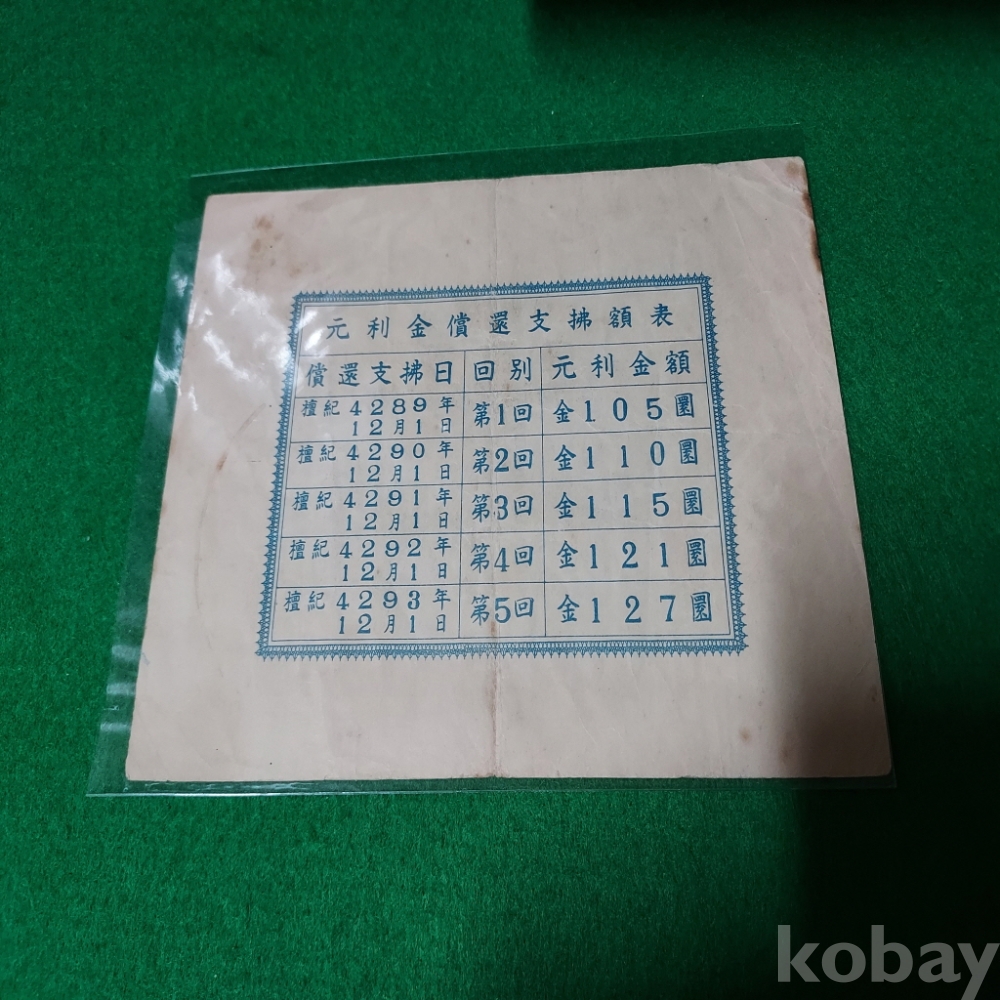 元利金償還支拂額表
償還支拂日 回別 元利金額
檀紀 4289年 12月1日 第1回 金105圜
檀紀 4290年 12月1日 第2回 金110圜
檀紀 4291年 12月1日 第3回 金115圜
檀紀 4292年 12月1日 第4回 金121圜
檀紀 4293年 12月1日 第5回 金127圜
kobay